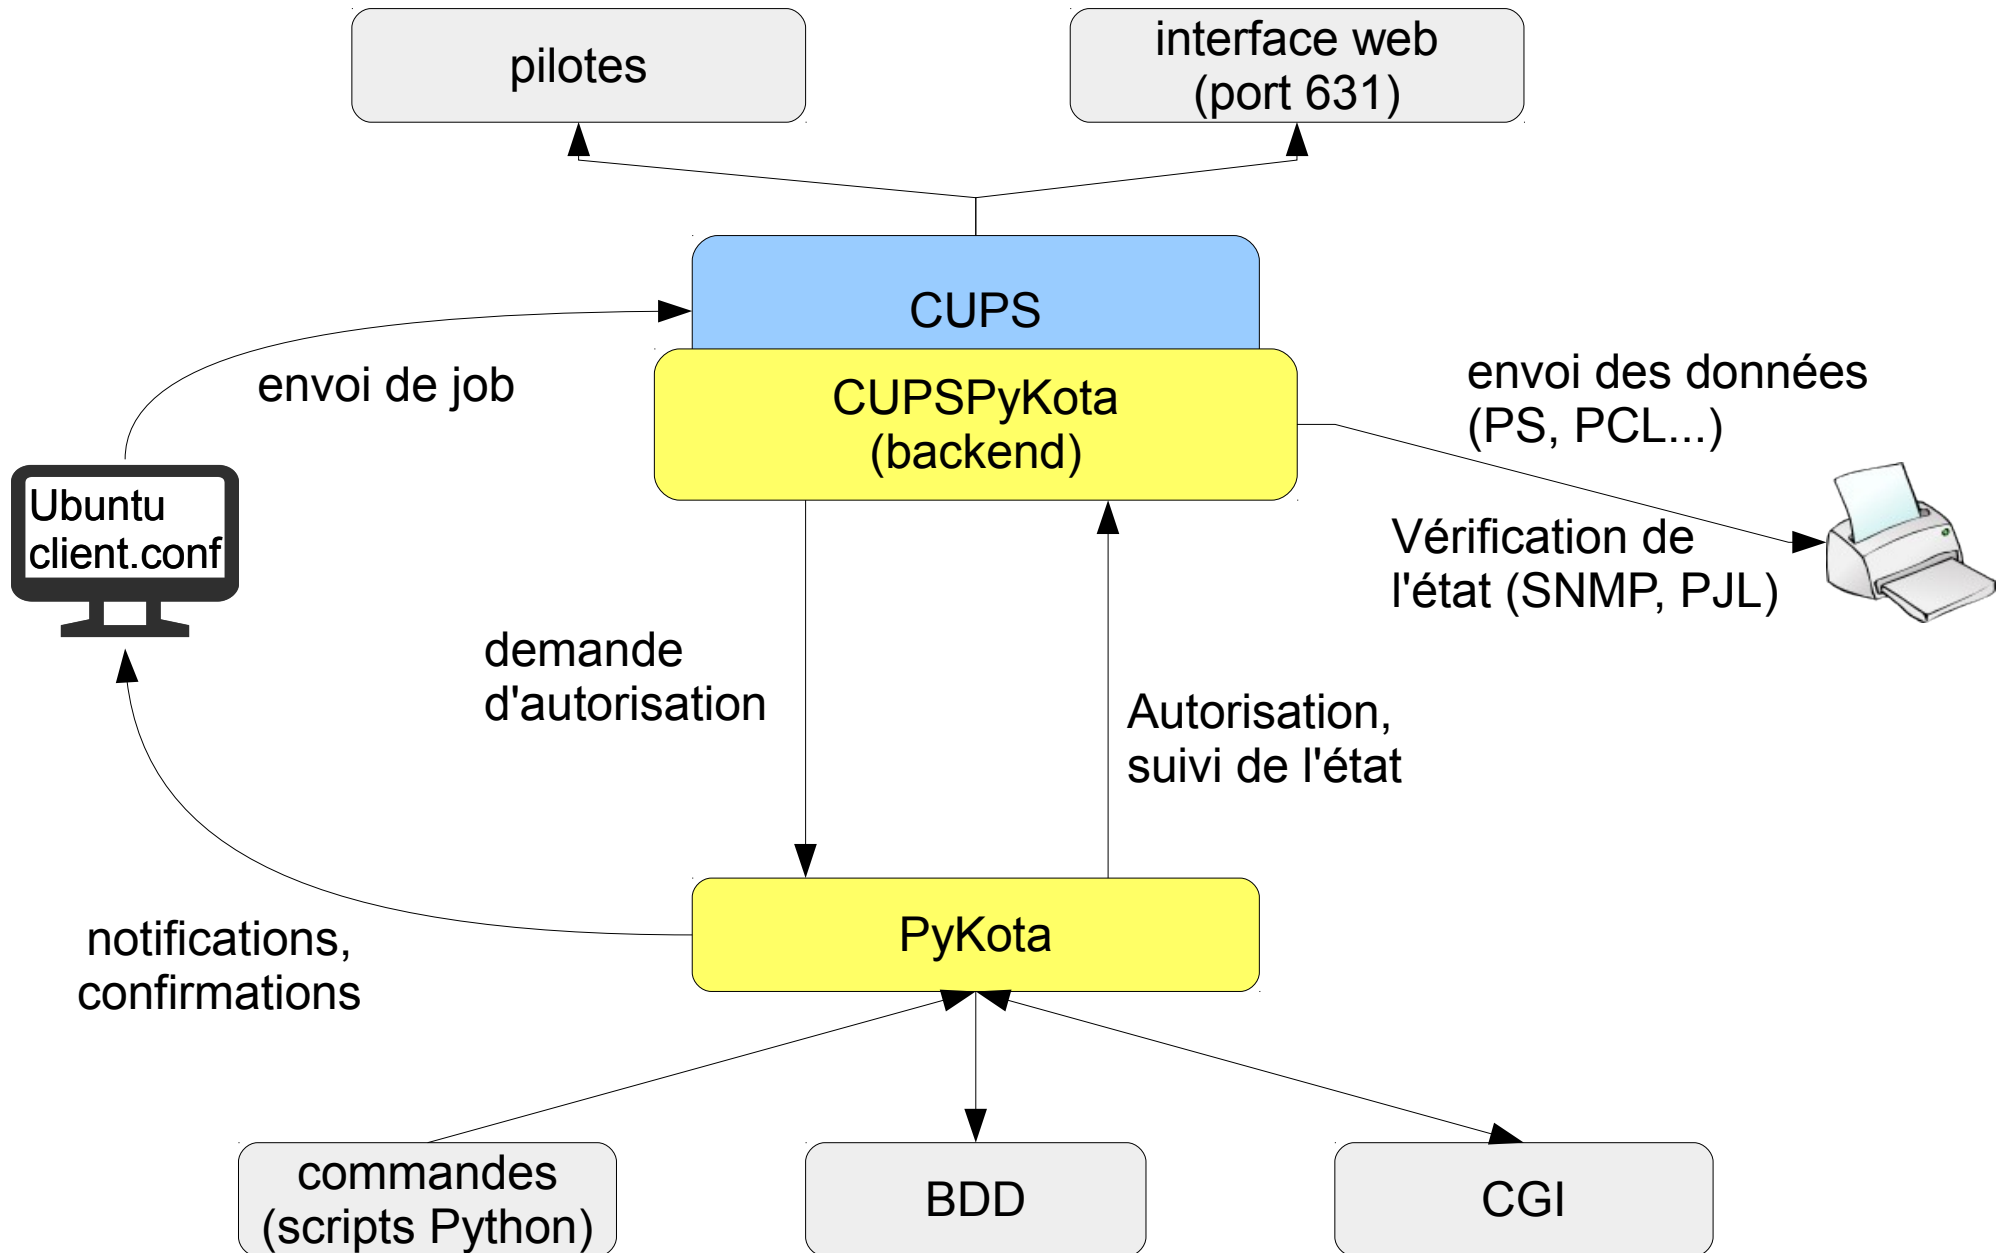 pilotes
interface web
(port 631)
CUPS
envoi de job
CUPSPyKota
(backend)
envoi des données
(PS, PCL...)
Ubuntu
client.conf
Vérification de
l'état (SNMP, PJL)
demande
d'autorisation
Autorisation,
suivi de l'état
notifications,
confirmations
PyKota
commandes
(scripts Python)
BDD
CGI